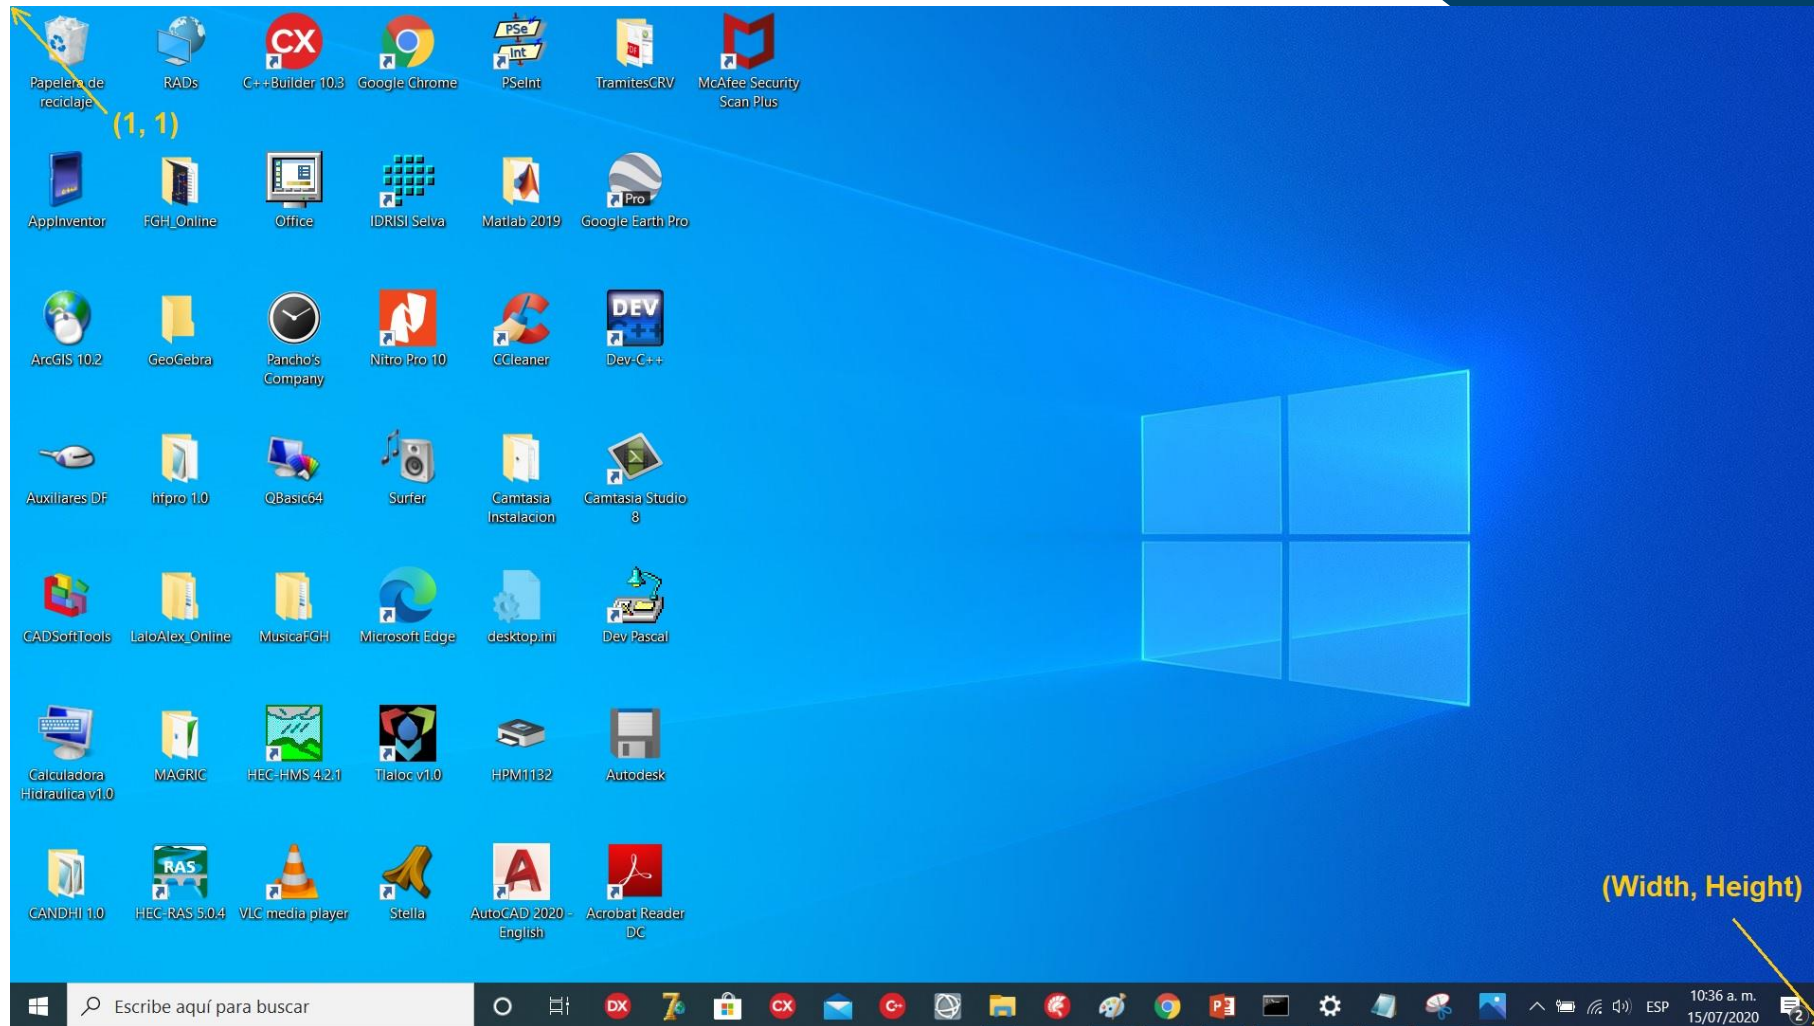 Papelera de
reciclaje
RADs
C++Builder 10.3
Google Chrome
PSeInt
TramitesCRV
McAfee Security
Scan Plus
(1, 1)
AppInventor
FGH_Online
Office
IDRISI Selva
Matlab 2019
Google Earth Pro
ArcGIS 10.2
GeoGebra
Pancho's
Company
Nitro Pro 10
CCleaner
Dev-C++
Auxiliares DF
hfpro 1.0
QBasic64
Surfer
Camtasia
Instalacion
Camtasia Studio
8
CADSoftTools
LaloAlex_Online
MusicaFGH
Microsoft Edge
desktop.ini
Dev Pascal
Calculadora
Hidraulica v1.0
MAGRIC
HEC-HMS 4.2.1
Tlaloc v1.0
HPM1132
Autodesk
CANDHI 1.0
HEC-RAS 5.0.4
VLC media player
Stella
AutoCAD 2020 -
English
Acrobat Reader
DC
(Width, Height)
Escribe aquí para buscar
ESP
10:36 a. m.
15/07/2020
2